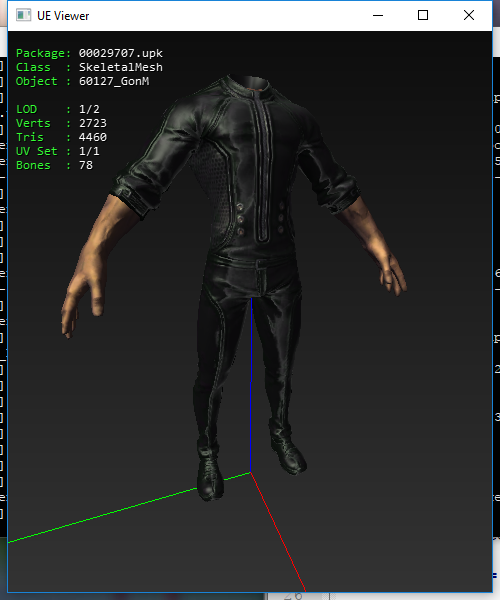 UE Viewer
Package: 00029707.upk
Class : SkeletalMesh
Object : 60127_GonM
LOD : 1/2
Verts : 2723
Tris : 4460
UV Set : 1/1
Bones : 78